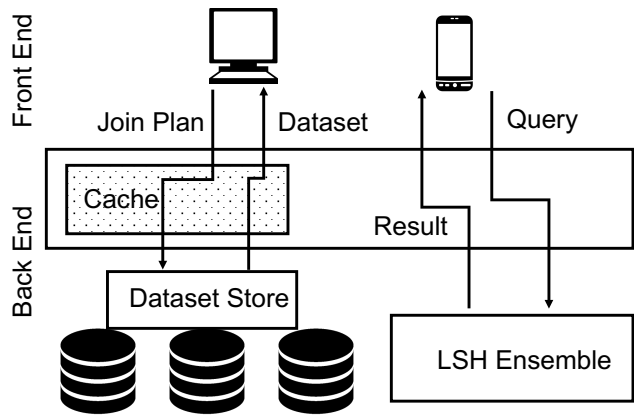 Front End
Join Plan
Dataset
Query
Cache
Result
Back End
Dataset Store
LSH Ensemble